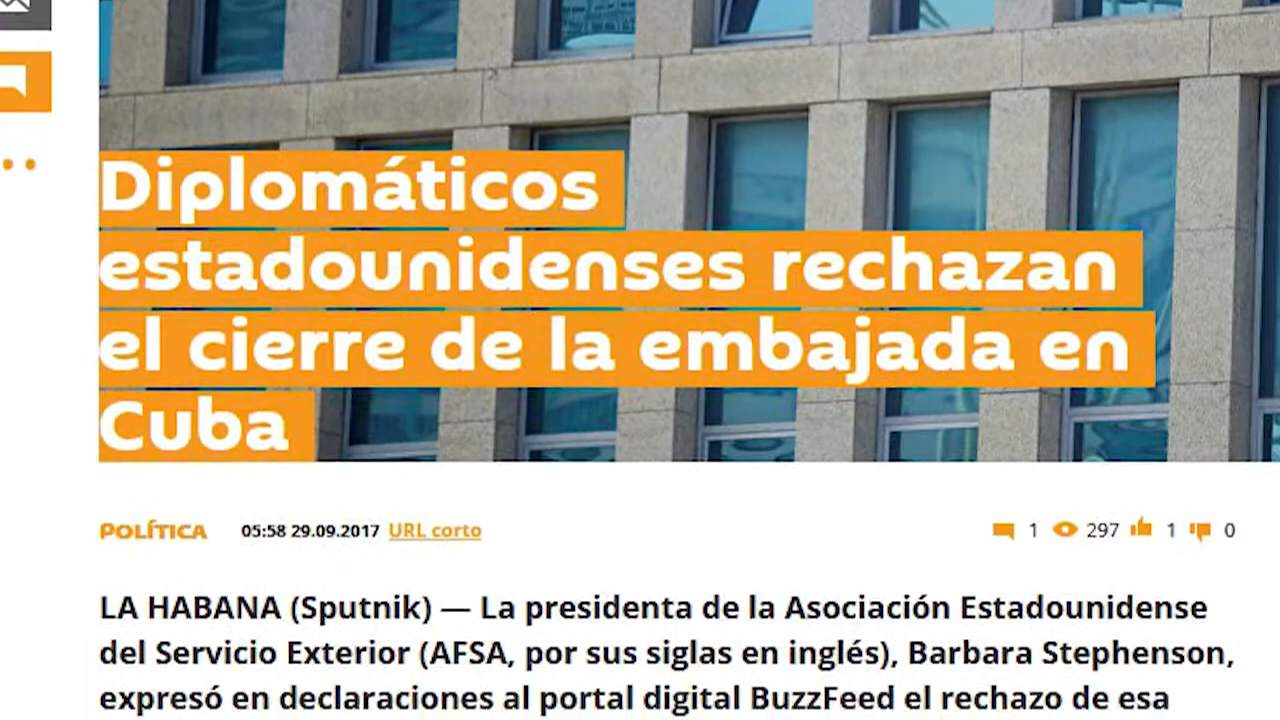 Diplomáticos
estadounidenses rechazan
el cierre de la embajada en
Cuba
POLÍTICA 05:58 29.09.2017 URL corto 1 297 1 0
LA HABANA (Sputnik) — La presidenta de la Asociación Estadounidense
del Servicio Exterior (AFSA, por sus siglas en inglés), Barbara Stephenson,
expresó en declaraciones al portal digital BuzzFeed el rechazo de esa